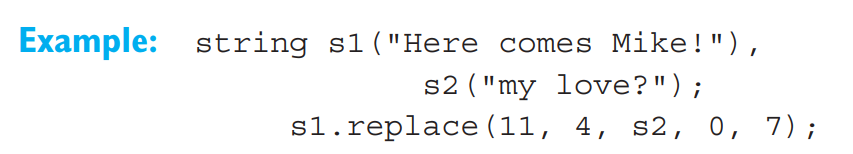 Example: string s1("Here comes Mike!"),
s2("my love?");
s1.replace(11, 4, s2, 0, 7);